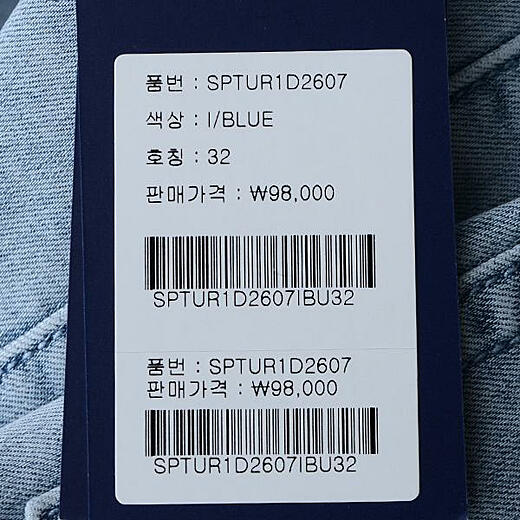 품번 : SPTUR1D2607
색상 : I/BLUE
호칭 : 32
판매가격 : ₩98,000
SPTUR1D2607IBU32
품번 : SPTUR1D2607
판매가격 : ₩98,000
SPTUR1D2607IBU32